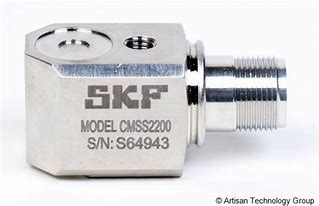 SKF
MODEL CMSS2200
S/N: S64943
© Artisan Technology Group